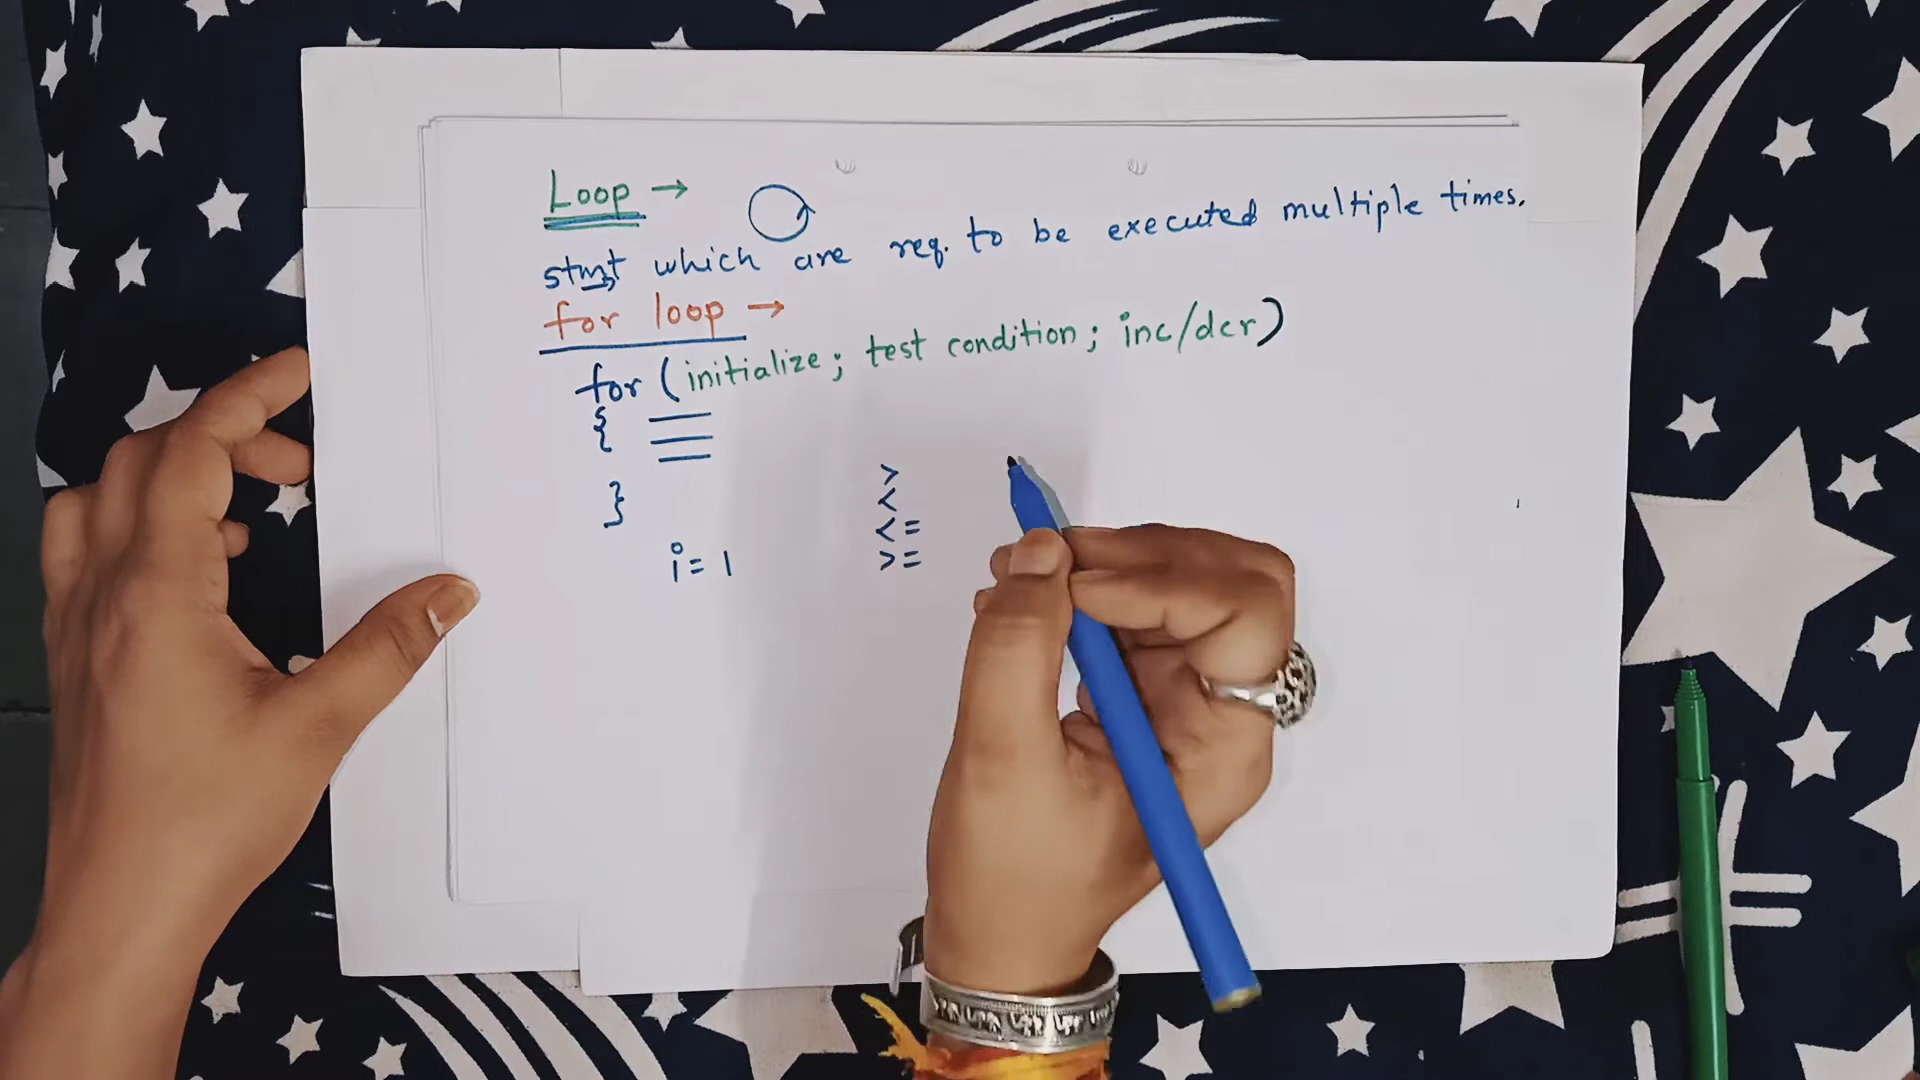 Loop →
stmt which are req. to be executed multiple times.
for loop →
for (initialize; test condition; inc/dcr)
{
}
i = 1
>
<
<=
>=